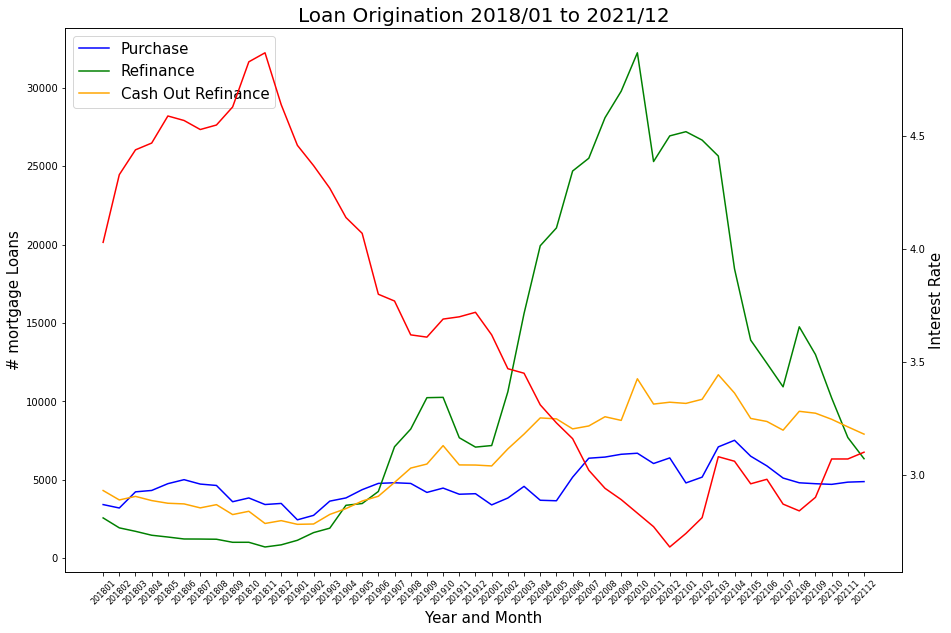 Loan Origination 2018/01 to 2021/12
Purchase
Refinance
Cash Out Refinance
# mortgage Loans
30000
25000
20000
15000
10000
5000
0
4.5
4.0
3.5
3.0
Interest Rate
201801 201802 201803 201804 201805 201806 201807 201808 201809 201810 201811 201812 201901 201902 201903 201904 201905 201906 201907 201908 201909 201910 201911 201912 202001 202002 202003 202004 202005 202006 202007 202008 202009 202010 202011 202012 202101 202102 202103 202104 202105 202106 202107 202108 202109 202110 202111 202112
Year and Month